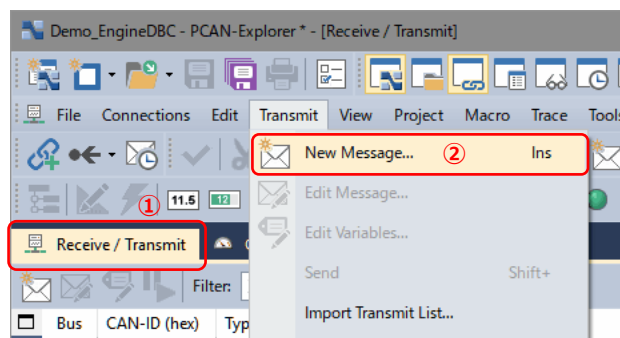 Demo_EngineDBC - PCAN-Explorer * - [Receive / Transmit]
File Connections Edit Transmit View Project Macro Trace Tools
New Message... ② Ins
① 11.5 12 Edit Message...
Receive / Transmit Edit Variables...
Filter: Send Shift+
Bus CAN-ID (hex) Typ Import Transmit List...